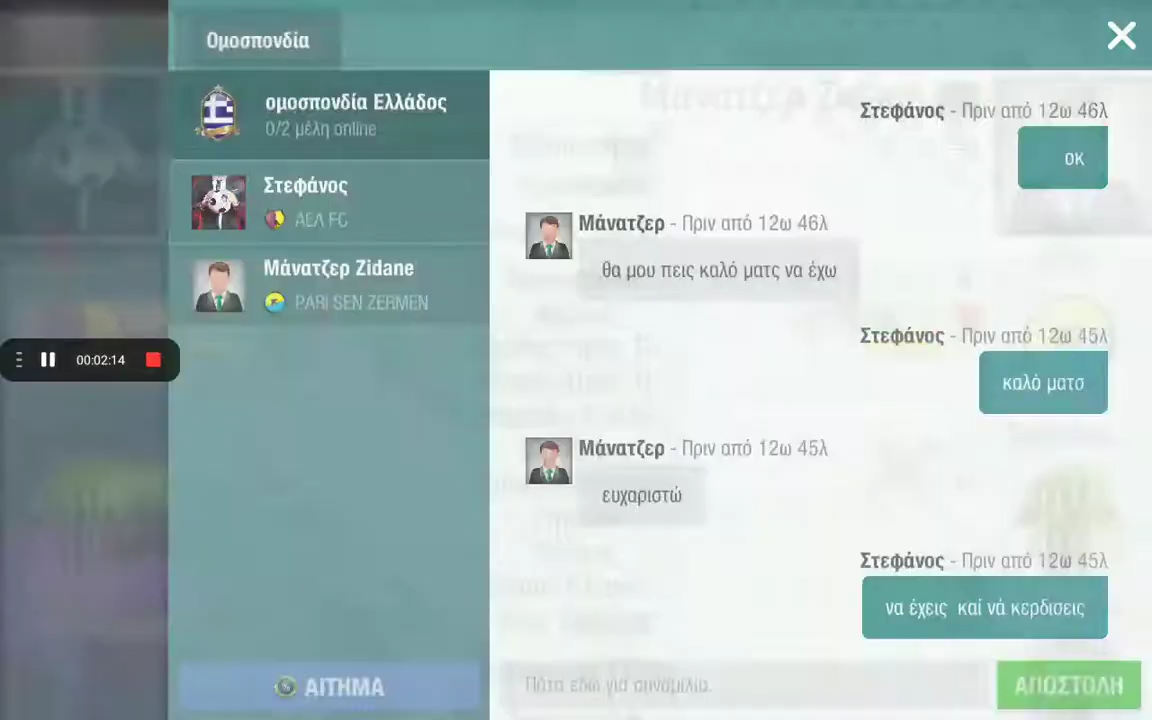 Ομοσπονδία
ομοσπονδία Ελλάδος
0/2 μέλη online
Στεφάνος
ΑΕΛ FC
Μάνατζερ Zidane
PARI SEN ZERMEN
00:02:14
ΑΙΤΗΜΑ
Στεφάνος - Πριν από 12ω 46λ
οκ
Μάνατζερ - Πριν από 12ω 46λ
θα μου πεις καλό ματς να έχω
Στεφάνος - Πριν από 12ω 45λ
καλό ματσ
Μάνατζερ - Πριν από 12ω 45λ
ευχαριστώ
Στεφάνος - Πριν από 12ω 45λ
να έχεις καί νά κερδισεις
Πάτα εδώ για συνομιλία.
ΑΠΟΣΤΟΛΗ